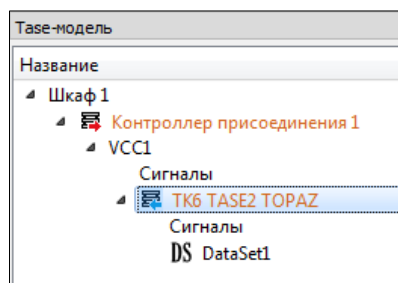 Tase-модель
Название
Шкаф 1
Контроллер присоединения 1
VCC1
Сигналы
TK6 TASE2 TOPAZ
Сигналы
DS DataSet1